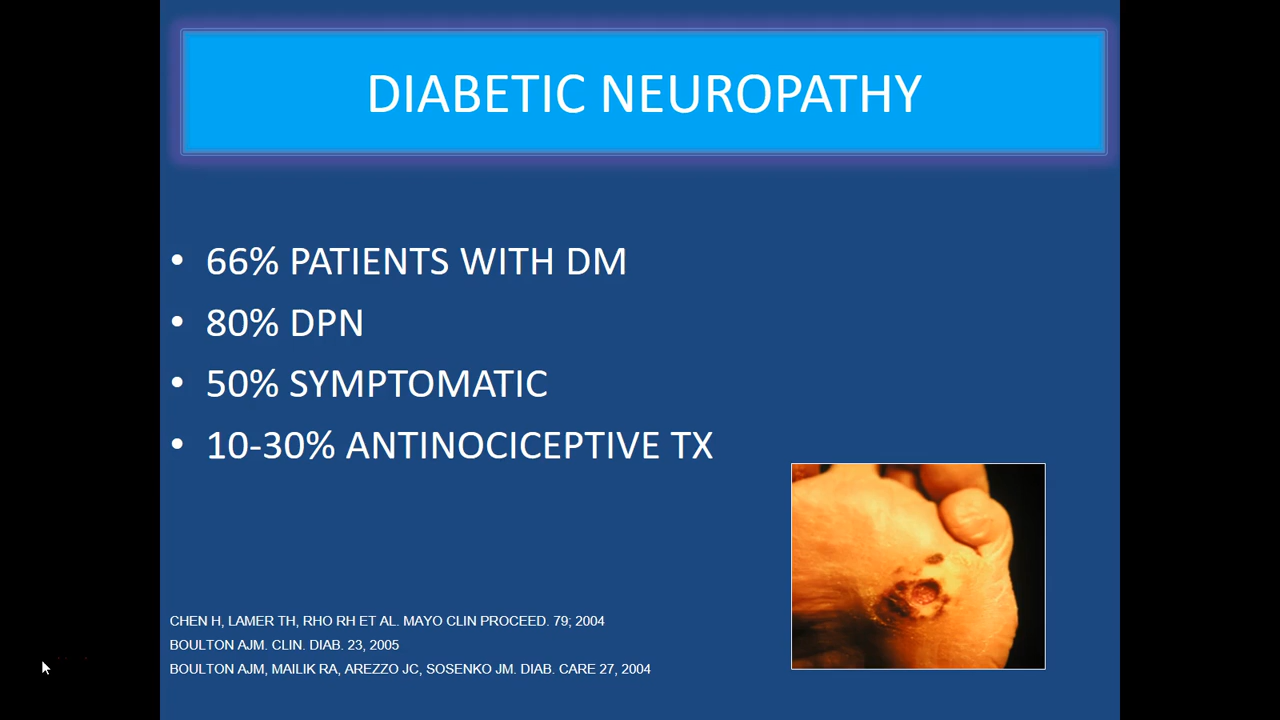 DIABETIC NEUROPATHY
• 66% PATIENTS WITH DM
• 80% DPN
• 50% SYMPTOMATIC
• 10-30% ANTINOCICEPTIVE TX
CHEN H, LAMER TH, RHO RH ET AL. MAYO CLIN PROCEED. 79; 2004
BOULTON AJM. CLIN. DIAB. 23, 2005
BOULTON AJM, MAILIK RA, AREZZO JC, SOSENKO JM. DIAB. CARE 27, 2004